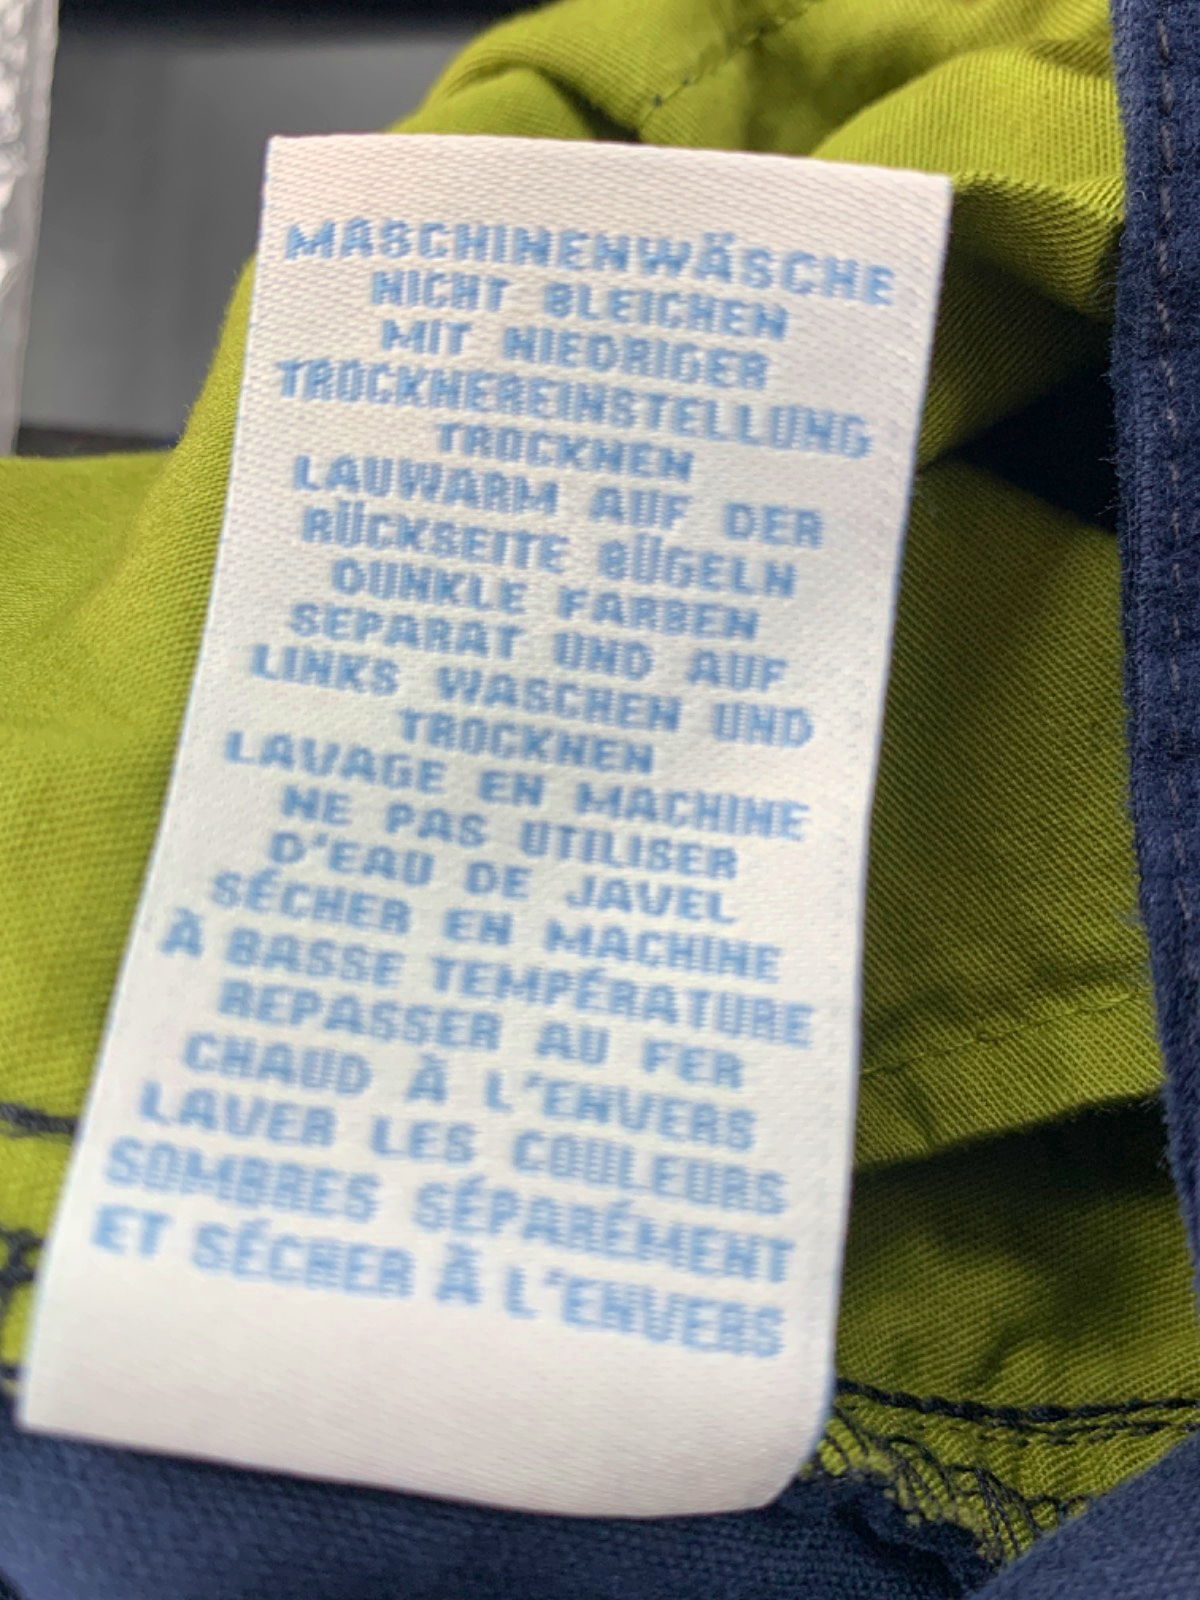 MASCHINENWÄSCHE
NICHT BLEICHEN
MIT NIEDRIGER
TROCKNEREINSTELLUNG
TROCKNEN
LAUWARM AUF DER
RÜCKSEITE BÜGELN
DUNKLE FARBEN
SEPARAT UND AUF
LINKS WASCHEN UND
TROCKNEN
LAVAGE EN MACHINE
NE PAS UTILISER
D'EAU DE JAVEL
SÉCHER EN MACHINE
À BASSE TEMPÉRATURE
REPASSER AU FER
CHAUD À L'ENVERS
LAVER LES COULEURS
SOMBRES SÉPARÉMENT
ET SÉCHER À L'ENVERS